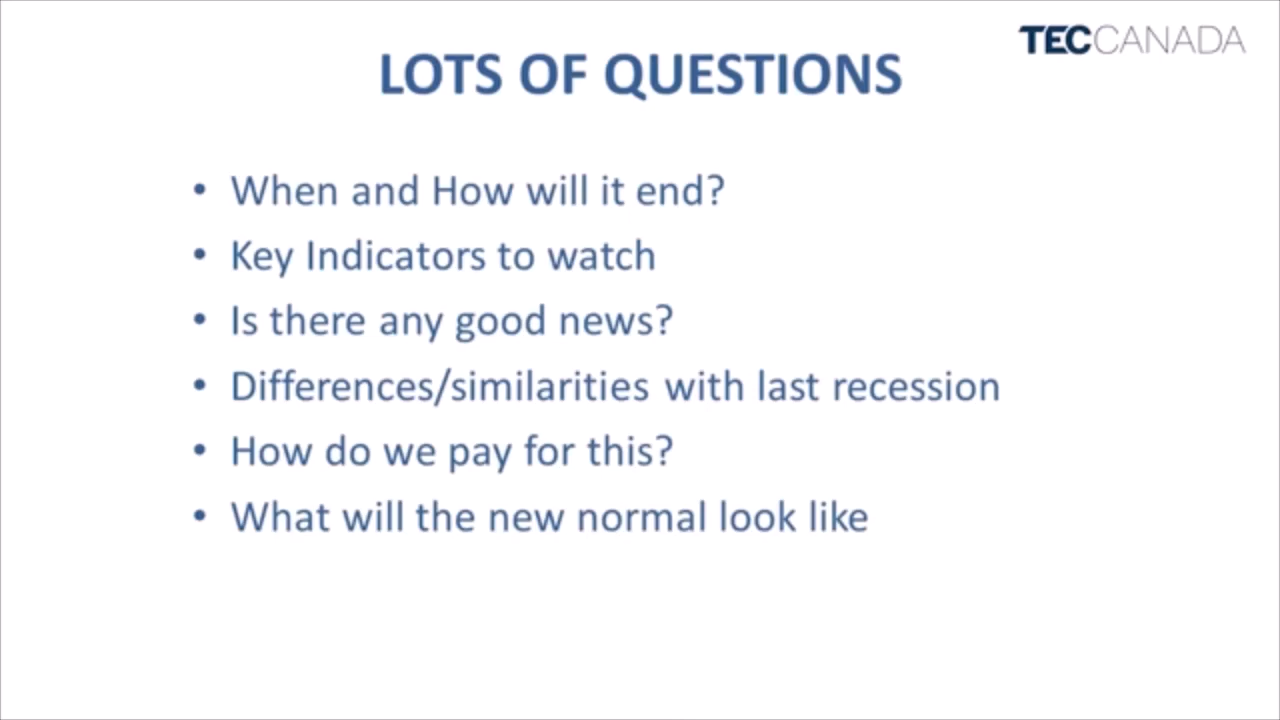 TECCANADA
LOTS OF QUESTIONS
• When and How will it end?
• Key Indicators to watch
• Is there any good news?
• Differences/similarities with last recession
• How do we pay for this?
• What will the new normal look like